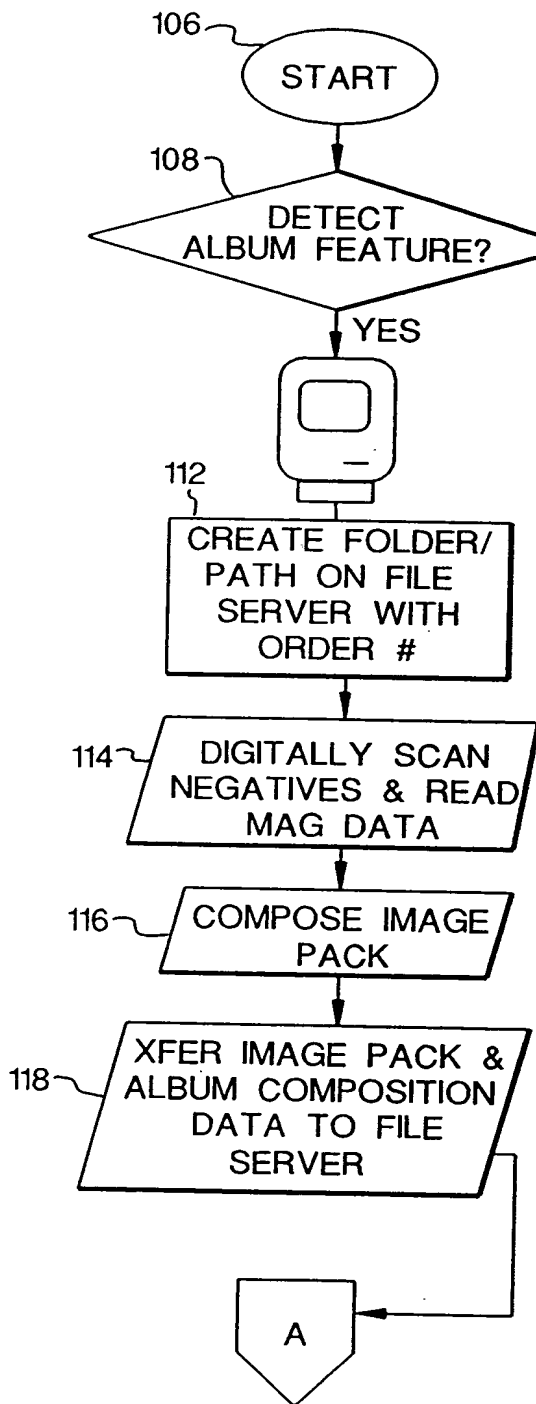 106
START
108
DETECT
ALBUM FEATURE?
YES
112
CREATE FOLDER/
PATH ON FILE
SERVER WITH
ORDER #
114
DIGITALLY SCAN
NEGATIVES & READ
MAG DATA
116
COMPOSE IMAGE
PACK
118
XFER IMAGE PACK &
ALBUM COMPOSITION
DATA TO FILE
SERVER
A